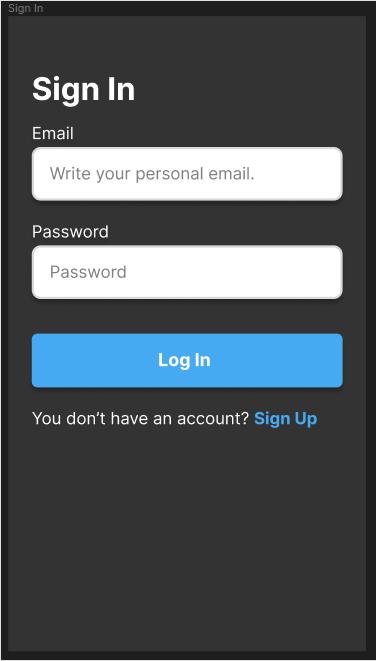 Sign In
Sign In
Email
Write your personal email.
Password
Password
Log In
You don’t have an account? Sign Up